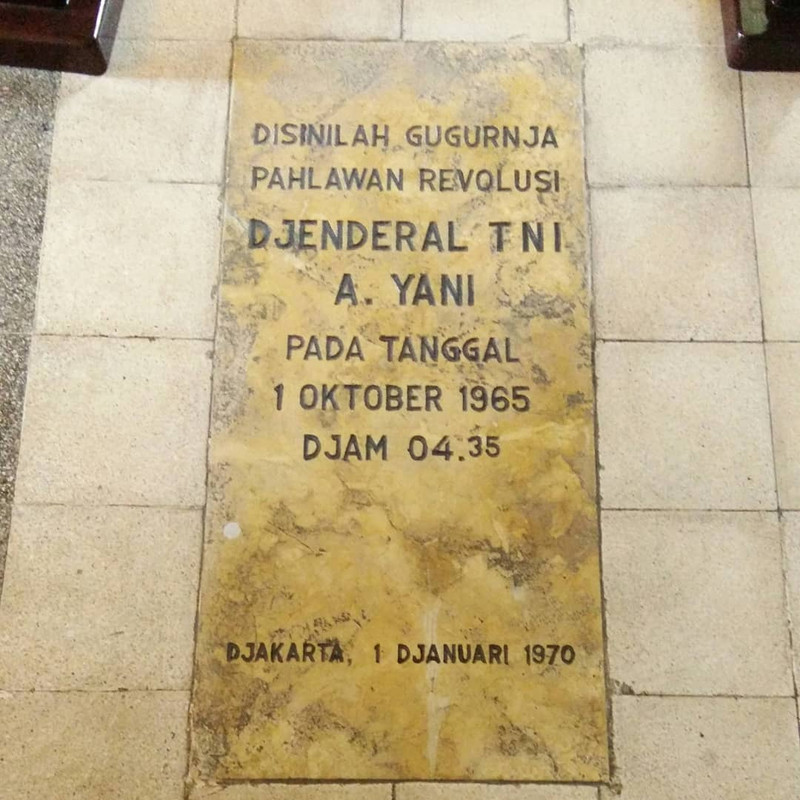 DISINILAH GUGURNJA
PAHLAWAN REVOLUSI
DJENDERAL TNI
A. YANI
PADA TANGGAL
1 OKTOBER 1965
DJAM 04.35
DJAKARTA, 1 DJANUARI 1970